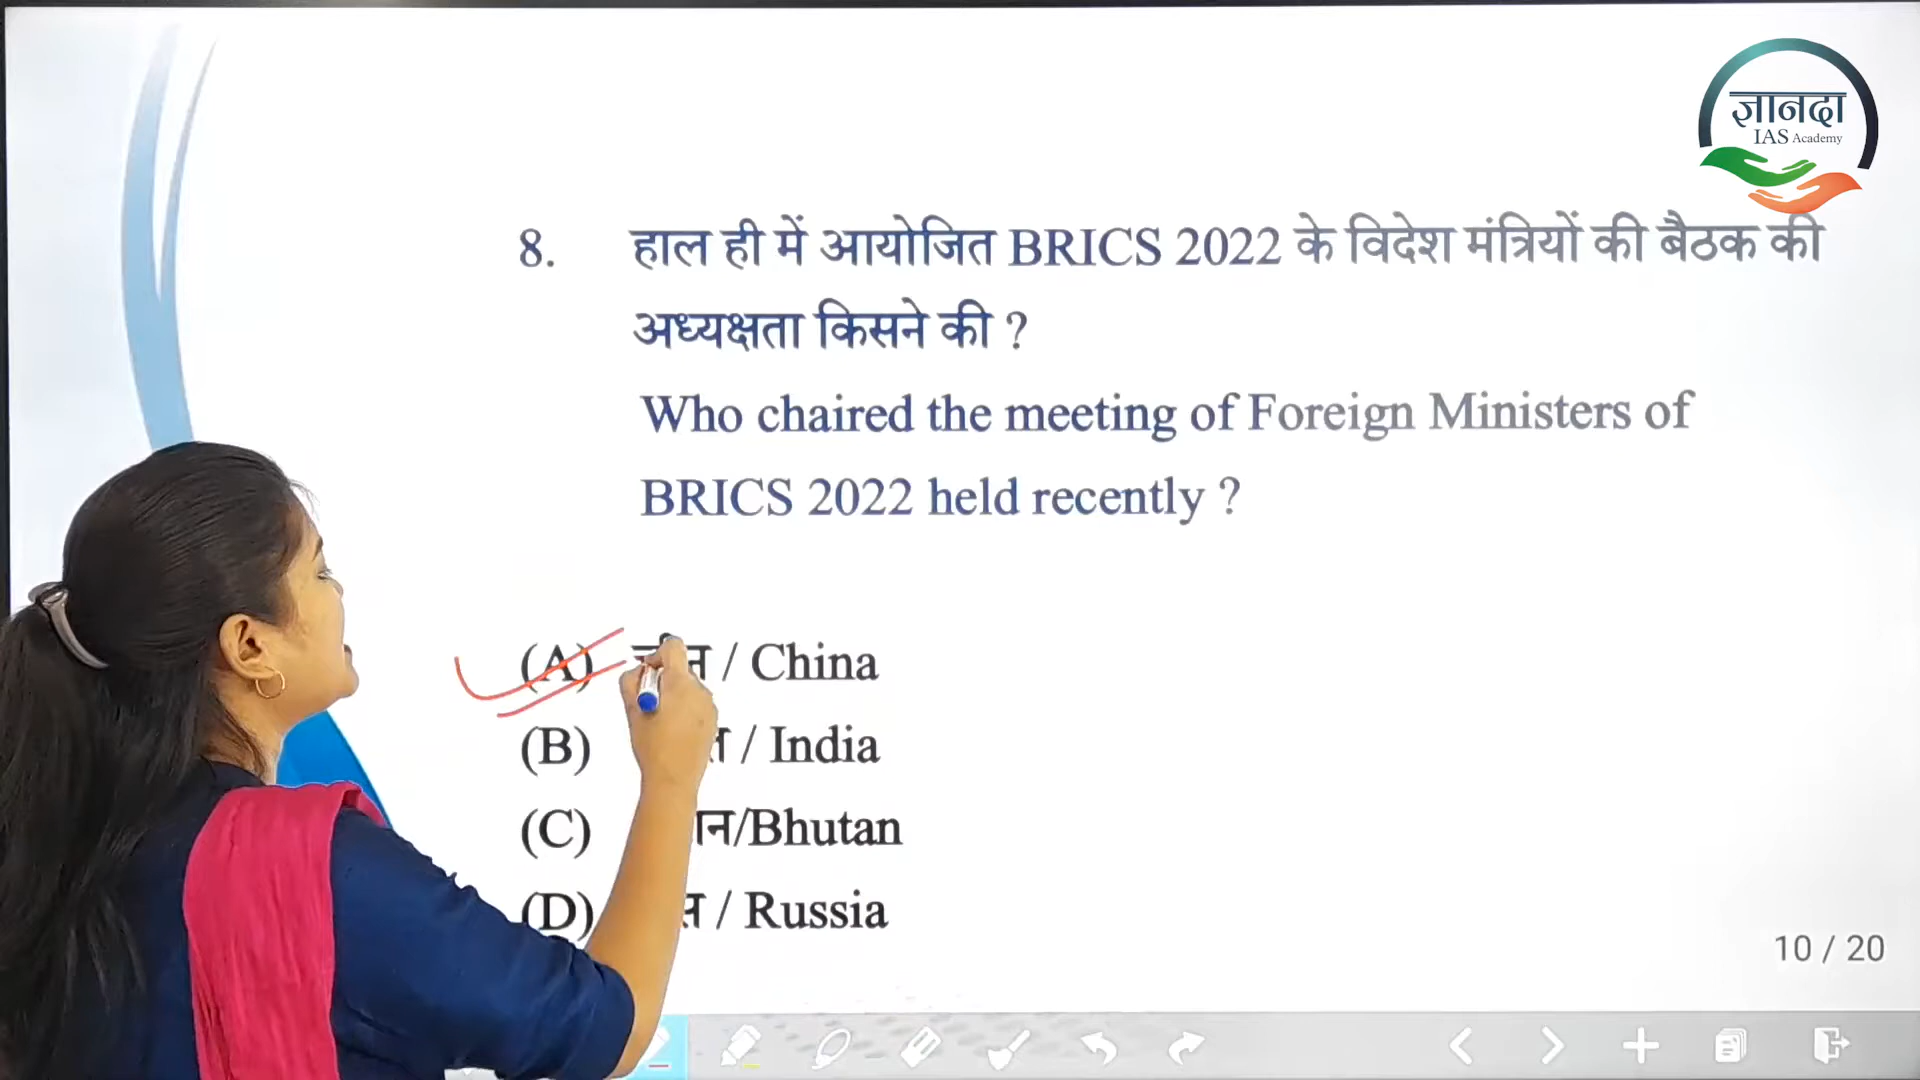 ज्ञानदा
IAS Academy
8. हाल ही में आयोजित BRICS 2022 के विदेश मंत्रियों की बैठक की
अध्यक्षता किसने की ?
Who chaired the meeting of Foreign Ministers of
BRICS 2022 held recently ?
(A) / China
(B) / India
(C) /Bhutan
(D) / Russia
10 / 20